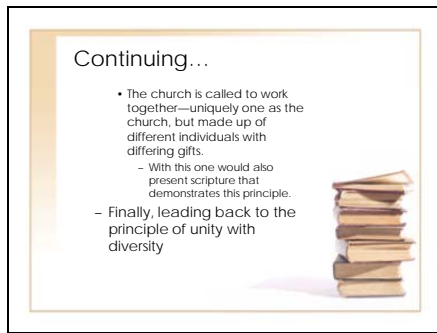 Continuing…
• The church is called to work
together—uniquely one as the
church, but made up of
different individuals with
differing gifts.
– With this one would also
present scripture that
demonstrates this principle.
– Finally, leading back to the
principle of unity with
diversity